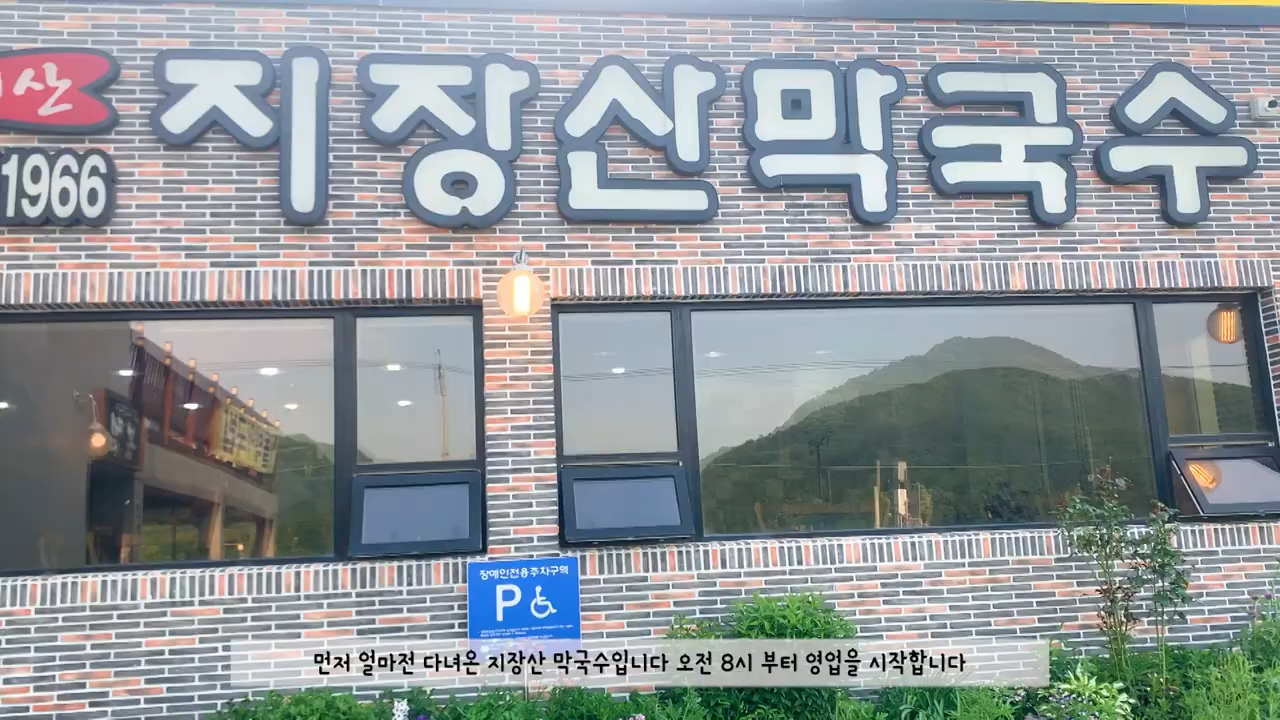 산
1966
지장산막국수
장애인전용주차구역
P
먼저 얼마전 다녀온 지장산 막국수입니다 오전 8시 부터 영업을 시작합니다